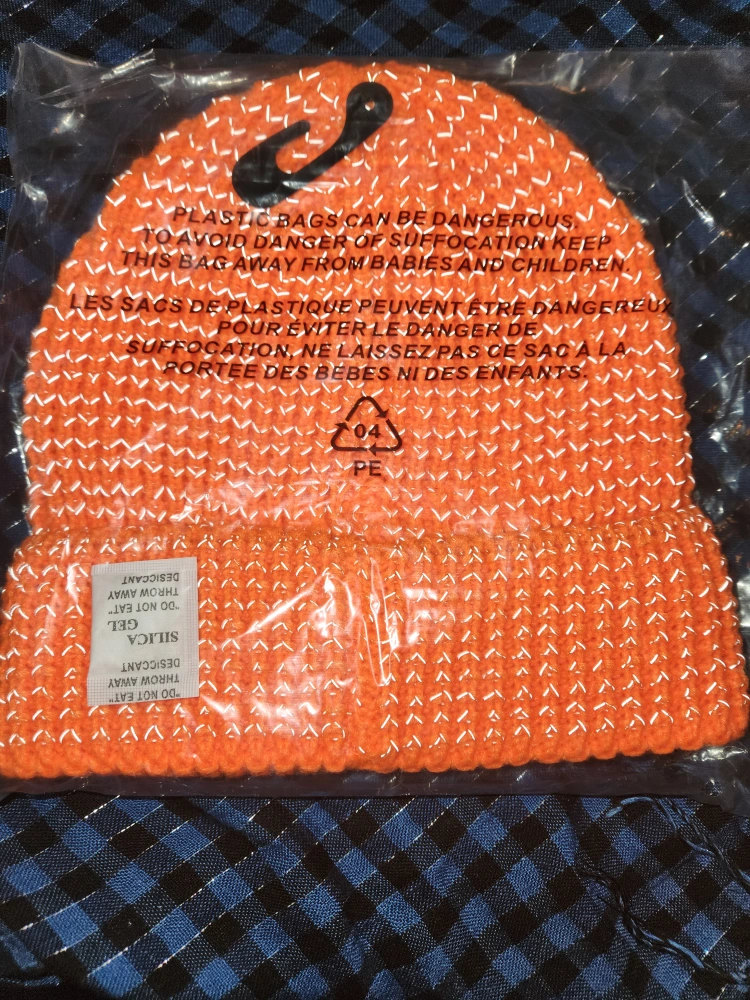 PLASTIC BAGS CAN BE DANGEROUS.
TO AVOID DANGER OF SUFFOCATION KEEP
THIS BAG AWAY FROM BABIES AND CHILDREN.
LES SACS DE PLASTIQUE PEUVENT ÊTRE DANGEREUX
POUR ÉVITER LE DANGER DE
SUFFOCATION, NE LAISSEZ PAS CE SAC À LA
PORTEE DES BÉBES NI DES ENFANTS.
04
PE
"DO NOT EAT"
THROW AWAY
DESICCANT
SILICA
GEL
"DO NOT EAT"
THROW AWAY
DESICCANT